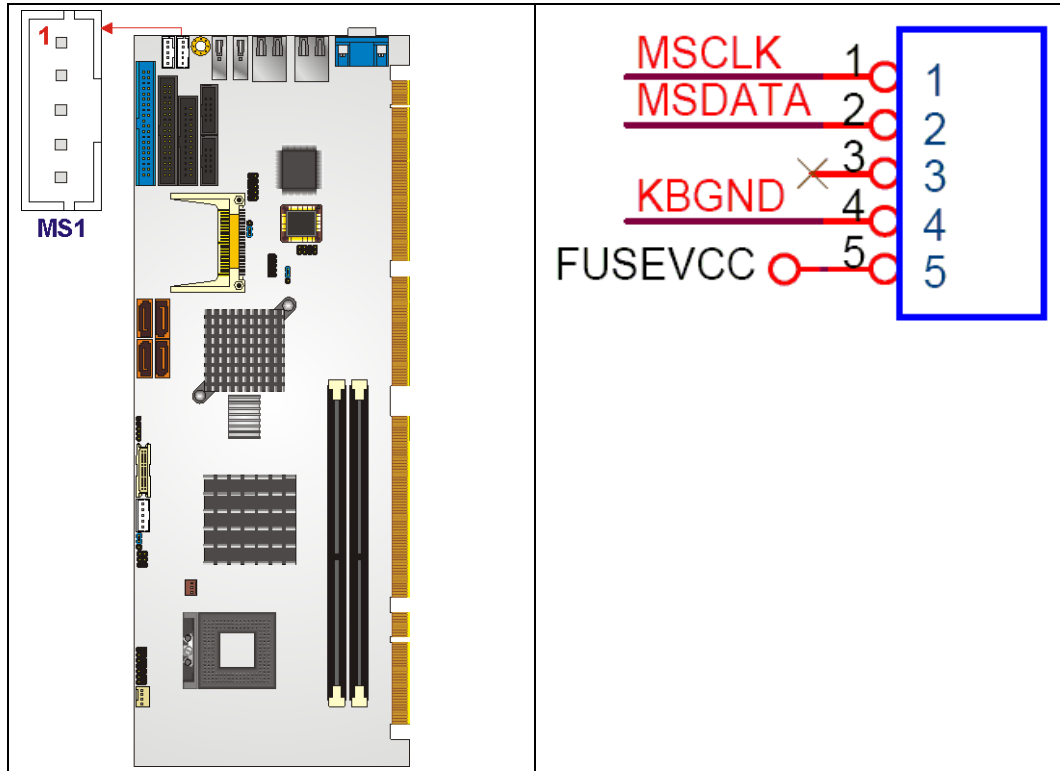 1
MS1
MSCLK 1 1
MSDATA 2 2
3 3
KBGND 4 4
FUSEVCC 5 5